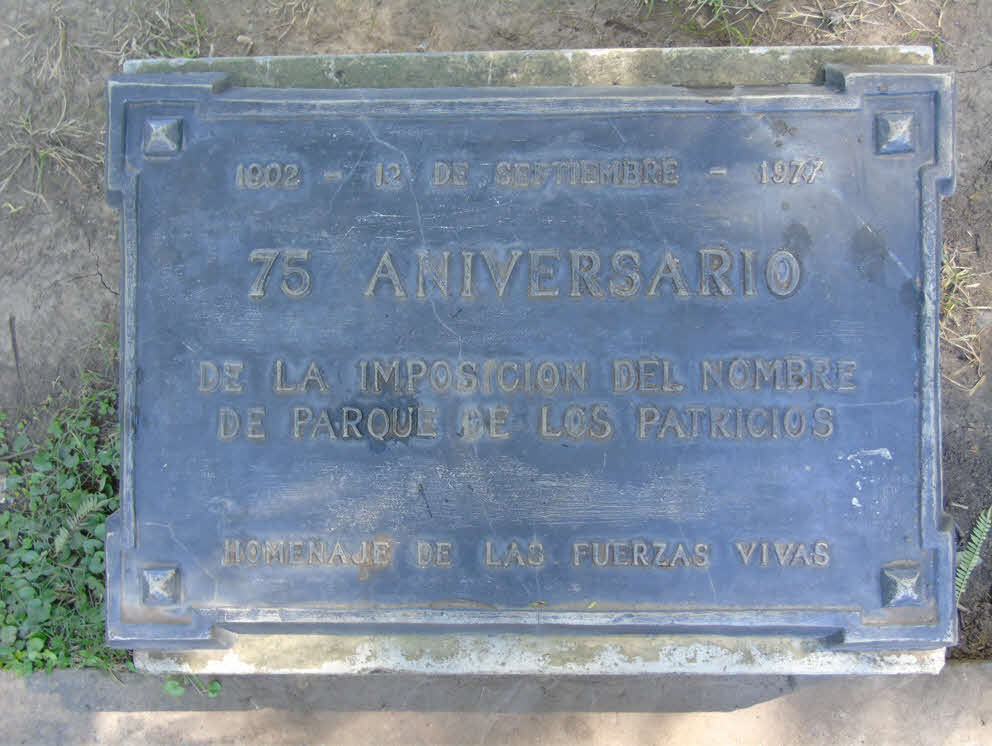 1902 - 12 DE SEPTIEMBRE - 1977
75 ANIVERSARIO
DE LA IMPOSICION DEL NOMBRE
DE PARQUE DE LOS PATRICIOS
HOMENAJE DE LAS FUERZAS VIVAS